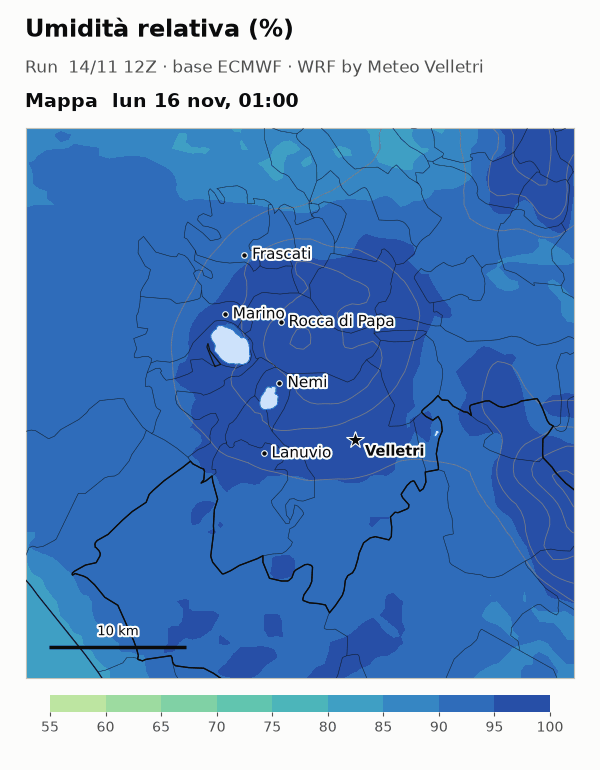 Umidità relativa (%)
Run  14/11 12Z · base ECMWF · WRF by Meteo Velletri
Mappa  lun 16 nov, 01:00
Frascati
Marino
Rocca di Papa
Nemi
Velletri
Lanuvio
10 km
55 60 65 70 75 80 85 90 95 100